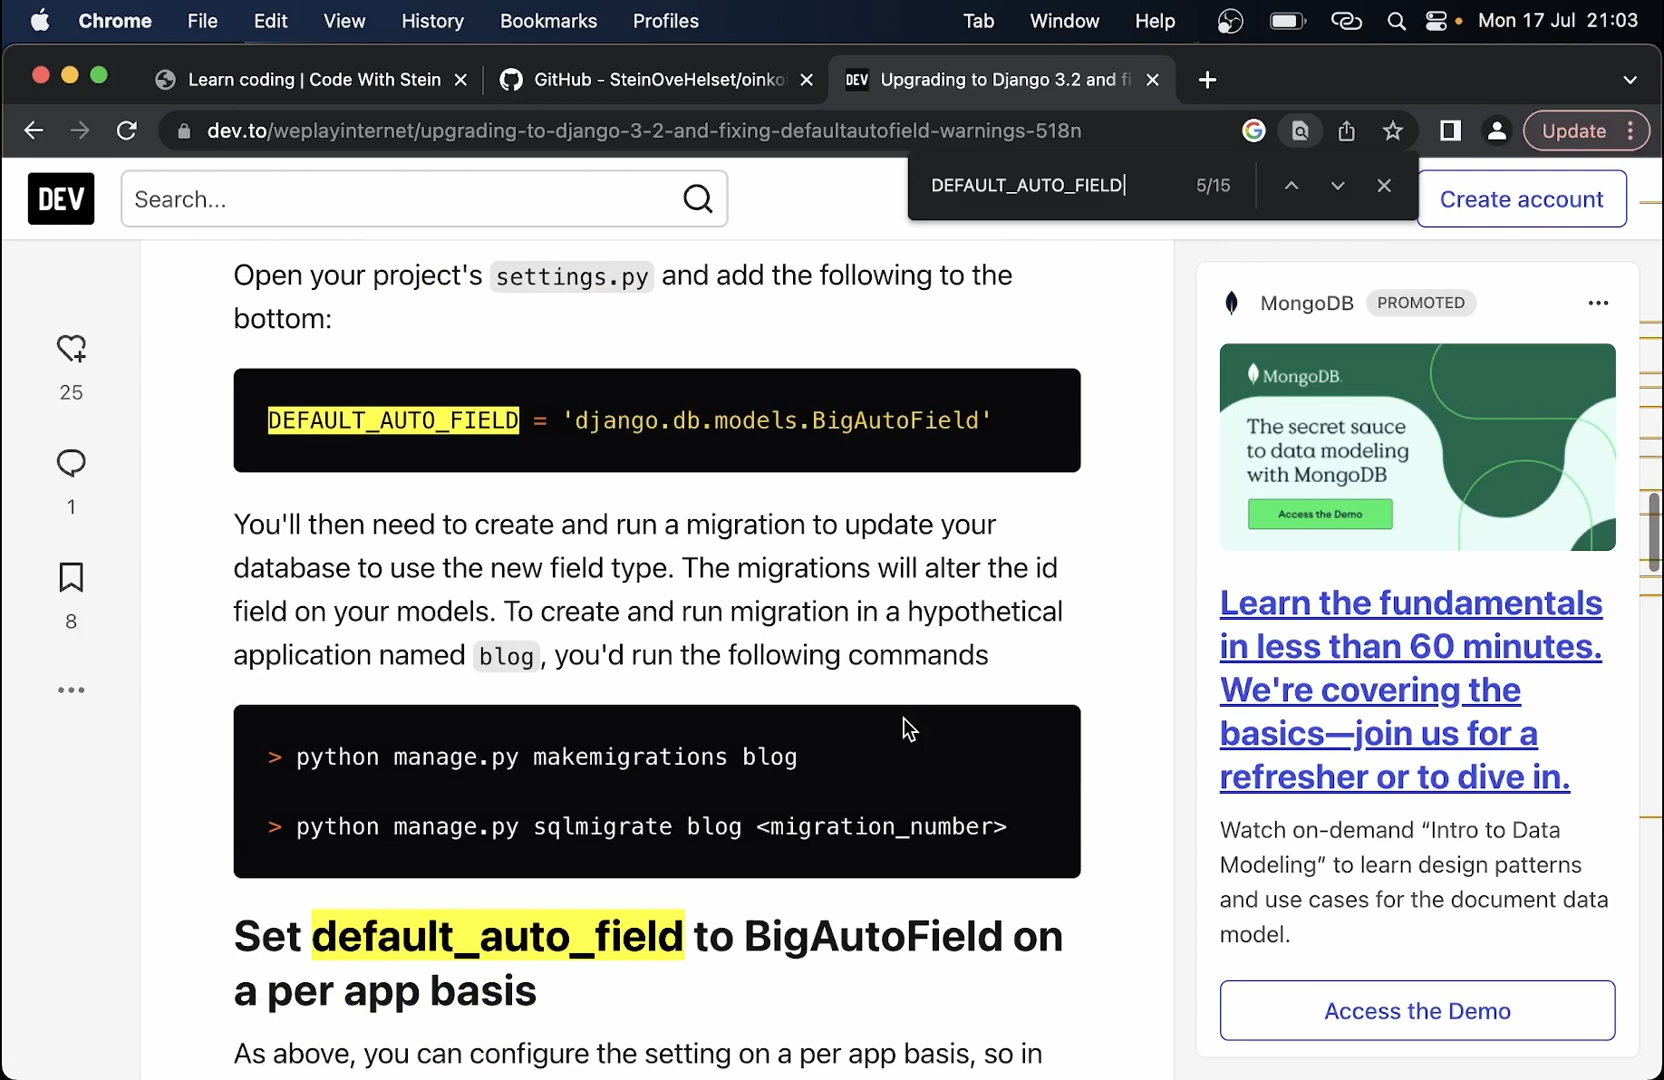 Chrome File Edit View History Bookmarks Profiles Tab Window Help Mon 17 Jul 21:03
Learn coding | Code With Stein GitHub - SteinOveHelset/oinko DEV Upgrading to Django 3.2 and fi
dev.to/weplayinternet/upgrading-to-django-3-2-and-fixing-defaultautofield-warnings-518n Update
DEFAULT_AUTO_FIELD 5/15
DEV Search... Create account
Open your project's settings.py and add the following to the
bottom:
DEFAULT_AUTO_FIELD = 'django.db.models.BigAutoField'
You'll then need to create and run a migration to update your
database to use the new field type. The migrations will alter the id
field on your models. To create and run migration in a hypothetical
application named blog, you'd run the following commands
> python manage.py makemigrations blog
> python manage.py sqlmigrate blog <migration_number>
Set default_auto_field to BigAutoField on
a per app basis
As above, you can configure the setting on a per app basis, so in
25
1
8
MongoDB PROMOTED
MongoDB.
The secret sauce
to data modeling
with MongoDB
Access the Demo
Learn the fundamentals
in less than 60 minutes.
We're covering the
basics—join us for a
refresher or to dive in.
Watch on-demand “Intro to Data
Modeling” to learn design patterns
and use cases for the document data
model.
Access the Demo